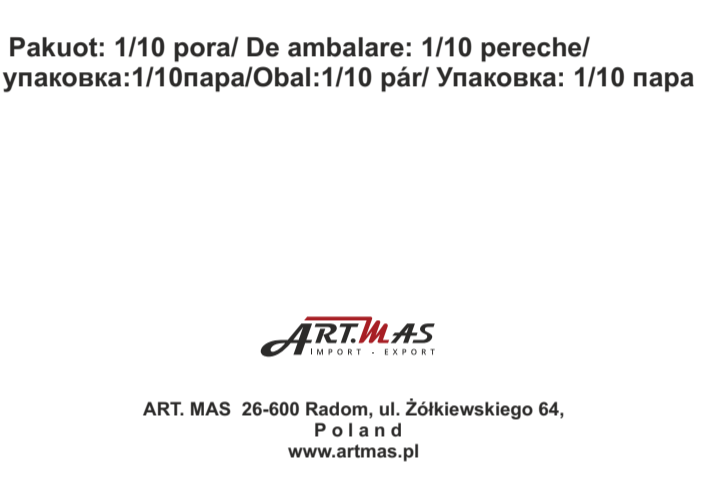 Pakuot: 1/10 pora/ De ambalare: 1/10 pereche/
упаковка:1/10пара/Obal:1/10 pár/ Упаковка: 1/10 пара
ART.MAS
IMPORT - EXPORT
ART. MAS 26-600 Radom, ul. Żółkiewskiego 64,
P o l a n d
www.artmas.pl